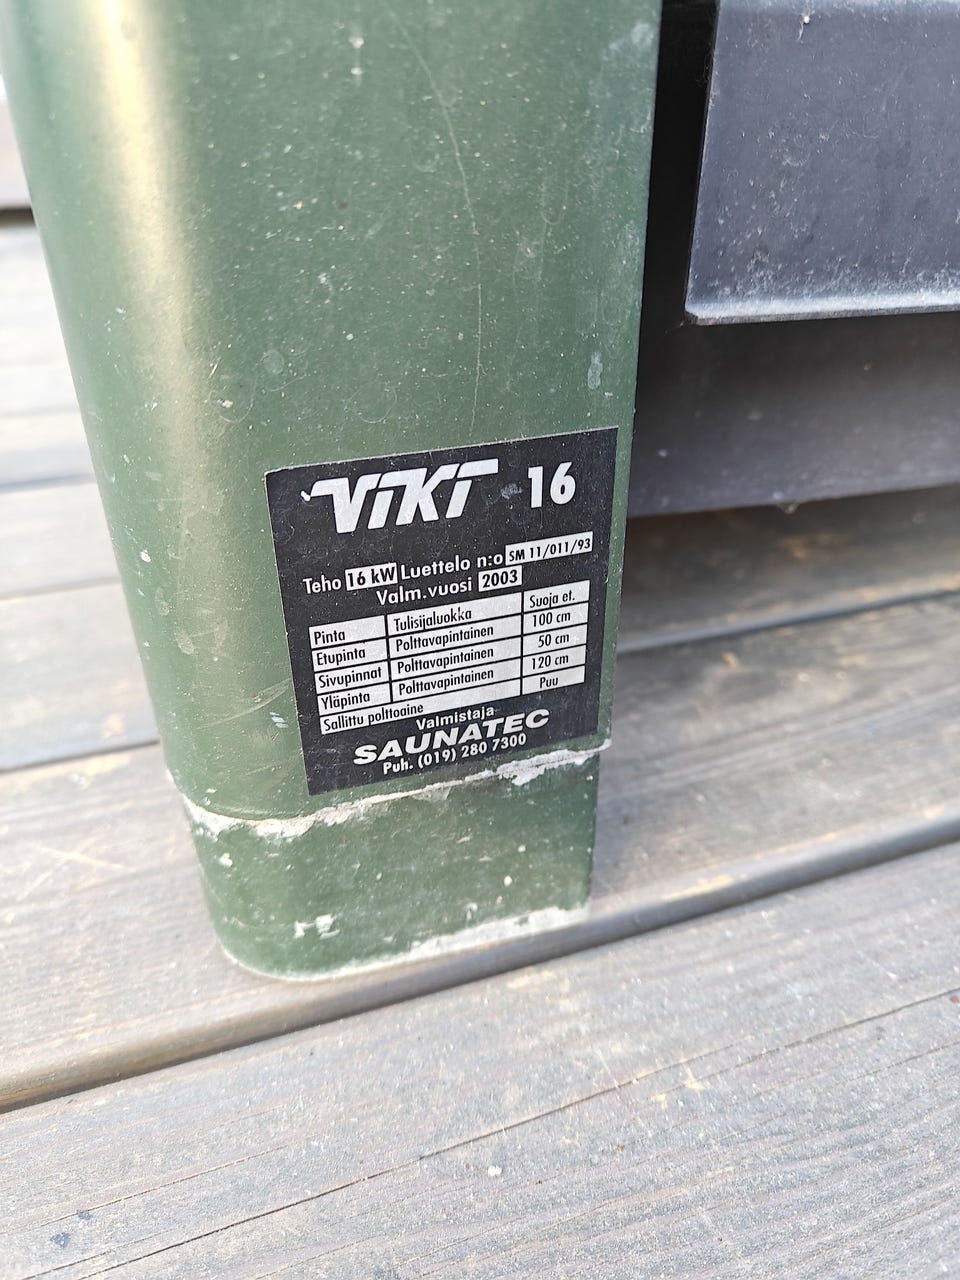 VIKI 16
Teho 16 kW Luettelo n:o SM 11/011/93
Valm.vuosi 2003
Pinta Tulisijaluokka Suoja et.
Etupinta Polttavapintainen 100 cm
Sivupinnat Polttavapintainen 50 cm
Yläpinta Polttavapintainen 120 cm
Sallittu polttoaine Puu
Valmistaja
SAUNATEC
Puh. (019) 280 7300